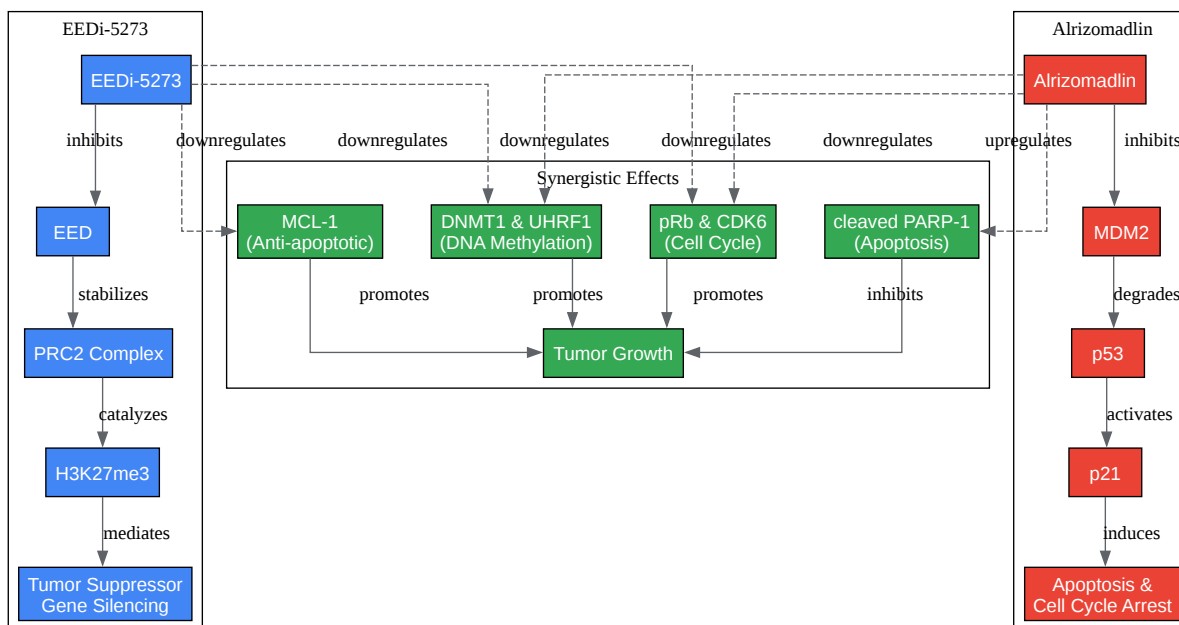 EEDi-5273
Alrizomadlin
EEDi-5273
Alrizomadlin
inhibits
downregulates
downregulates
downregulates
downregulates
downregulates
upregulates
inhibits
Synergistic Effects
EED
MCL-1
(Anti-apoptotic)
DNMT1 & UHRF1
(DNA Methylation)
pRb & CDK6
(Cell Cycle)
cleaved PARP-1
(Apoptosis)
MDM2
stabilizes
promotes
promotes
promotes
inhibits
degrades
PRC2 Complex
Tumor Growth
p53
catalyzes
activates
H3K27me3
p21
mediates
induces
Tumor Suppressor
Gene Silencing
Apoptosis &
Cell Cycle Arrest